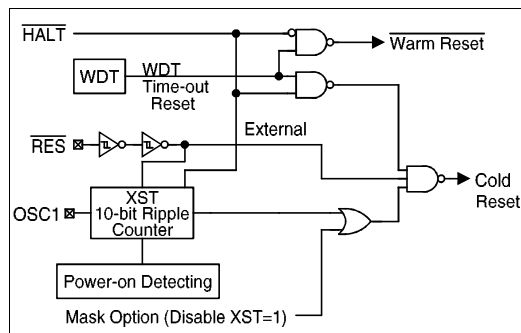 HALT
Warm Reset
WDT
WDT
Time-out
Reset
External
RES
XST
10-bit Ripple
Counter
OSC1
Cold
Reset
Power-on Detecting
Mask Option (Disable XST=1)